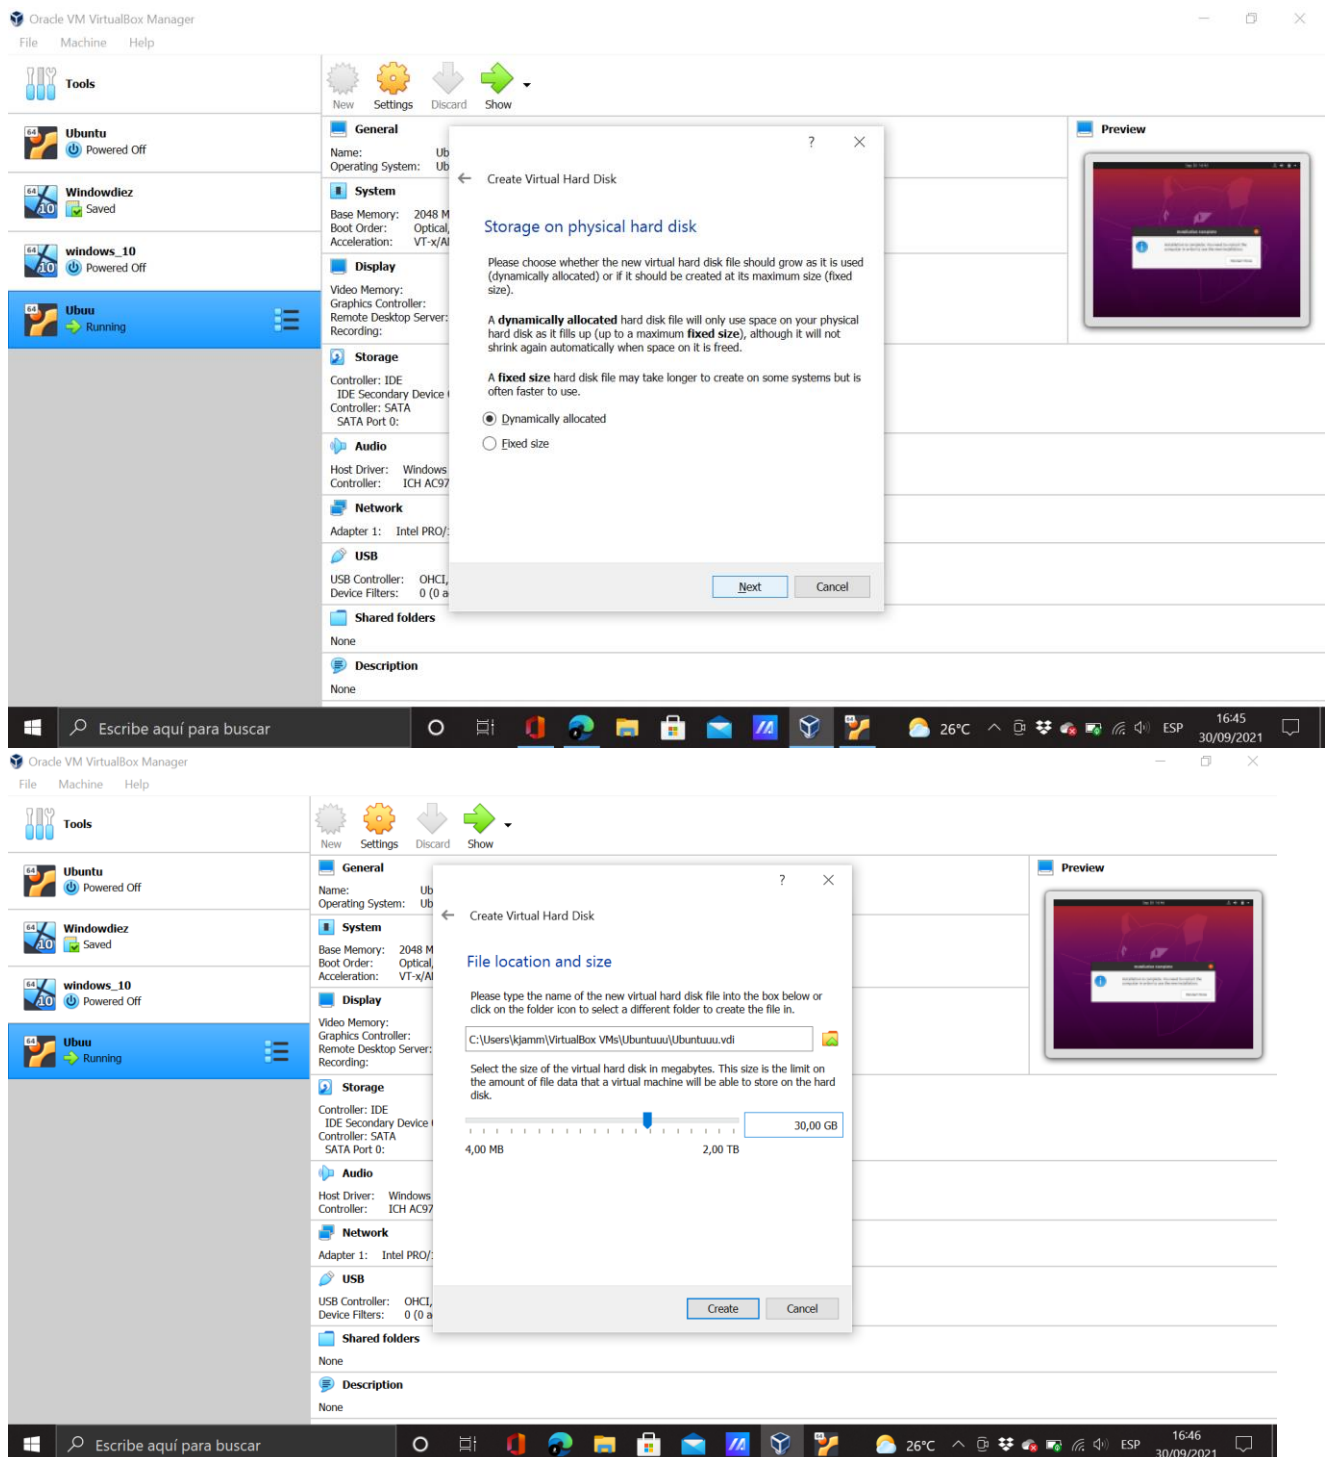 Oracle VM VirtualBox Manager
File Machine Help
Tools
New Settings Discard Show
Ubuntu
Powered Off
Windowdiez
Saved
windows_10
Powered Off
Ubuu
Running
General
Name: Ub
Operating System: Ub
System
Base Memory: 2048 M
Boot Order: Optical,
Acceleration: VT-x/A
Display
Video Memory:
Graphics Controller:
Remote Desktop Server:
Recording:
Storage
Controller: IDE
IDE Secondary Device
Controller: SATA
SATA Port 0:
Audio
Host Driver: Windows
Controller: ICH AC97
Network
Adapter 1: Intel PRO/
USB
USB Controller: OHCI,
Device Filters: 0 (0 a
Shared folders
None
Description
None
Preview
? 
Create Virtual Hard Disk
Storage on physical hard disk
Please choose whether the new virtual hard disk file should grow as it is used
(dynamically allocated) or if it should be created at its maximum size (fixed
size).
A dynamically allocated hard disk file will only use space on your physical
hard disk as it fills up (up to a maximum fixed size), although it will not
shrink again automatically when space on it is freed.
A fixed size hard disk file may take longer to create on some systems but is
often faster to use.
Dynamically allocated
Fixed size
Next Cancel
Escribe aquí para buscar
26°C ESP 16:45
30/09/2021
Oracle VM VirtualBox Manager
File Machine Help
Tools
New Settings Discard Show
Ubuntu
Powered Off
Windowdiez
Saved
windows_10
Powered Off
Ubuu
Running
General
Name: Ub
Operating System: Ub
System
Base Memory: 2048 M
Boot Order: Optical,
Acceleration: VT-x/A
Display
Video Memory:
Graphics Controller:
Remote Desktop Server:
Recording:
Storage
Controller: IDE
IDE Secondary Device
Controller: SATA
SATA Port 0:
Audio
Host Driver: Windows
Controller: ICH AC97
Network
Adapter 1: Intel PRO/
USB
USB Controller: OHCI,
Device Filters: 0 (0 a
Shared folders
None
Description
None
Preview
?
Create Virtual Hard Disk
File location and size
Please type the name of the new virtual hard disk file into the box below or
click on the folder icon to select a different folder to create the file in.
C:\Users\kjamm\VirtualBox VMs\Ubuntuuu\Ubuntuuu.vdi
Select the size of the virtual hard disk in megabytes. This size is the limit on
the amount of file data that a virtual machine will be able to store on the hard
disk.
30,00 GB
4,00 MB 2,00 TB
Create Cancel
Escribe aquí para buscar
26°C ESP 16:46
30/09/2021